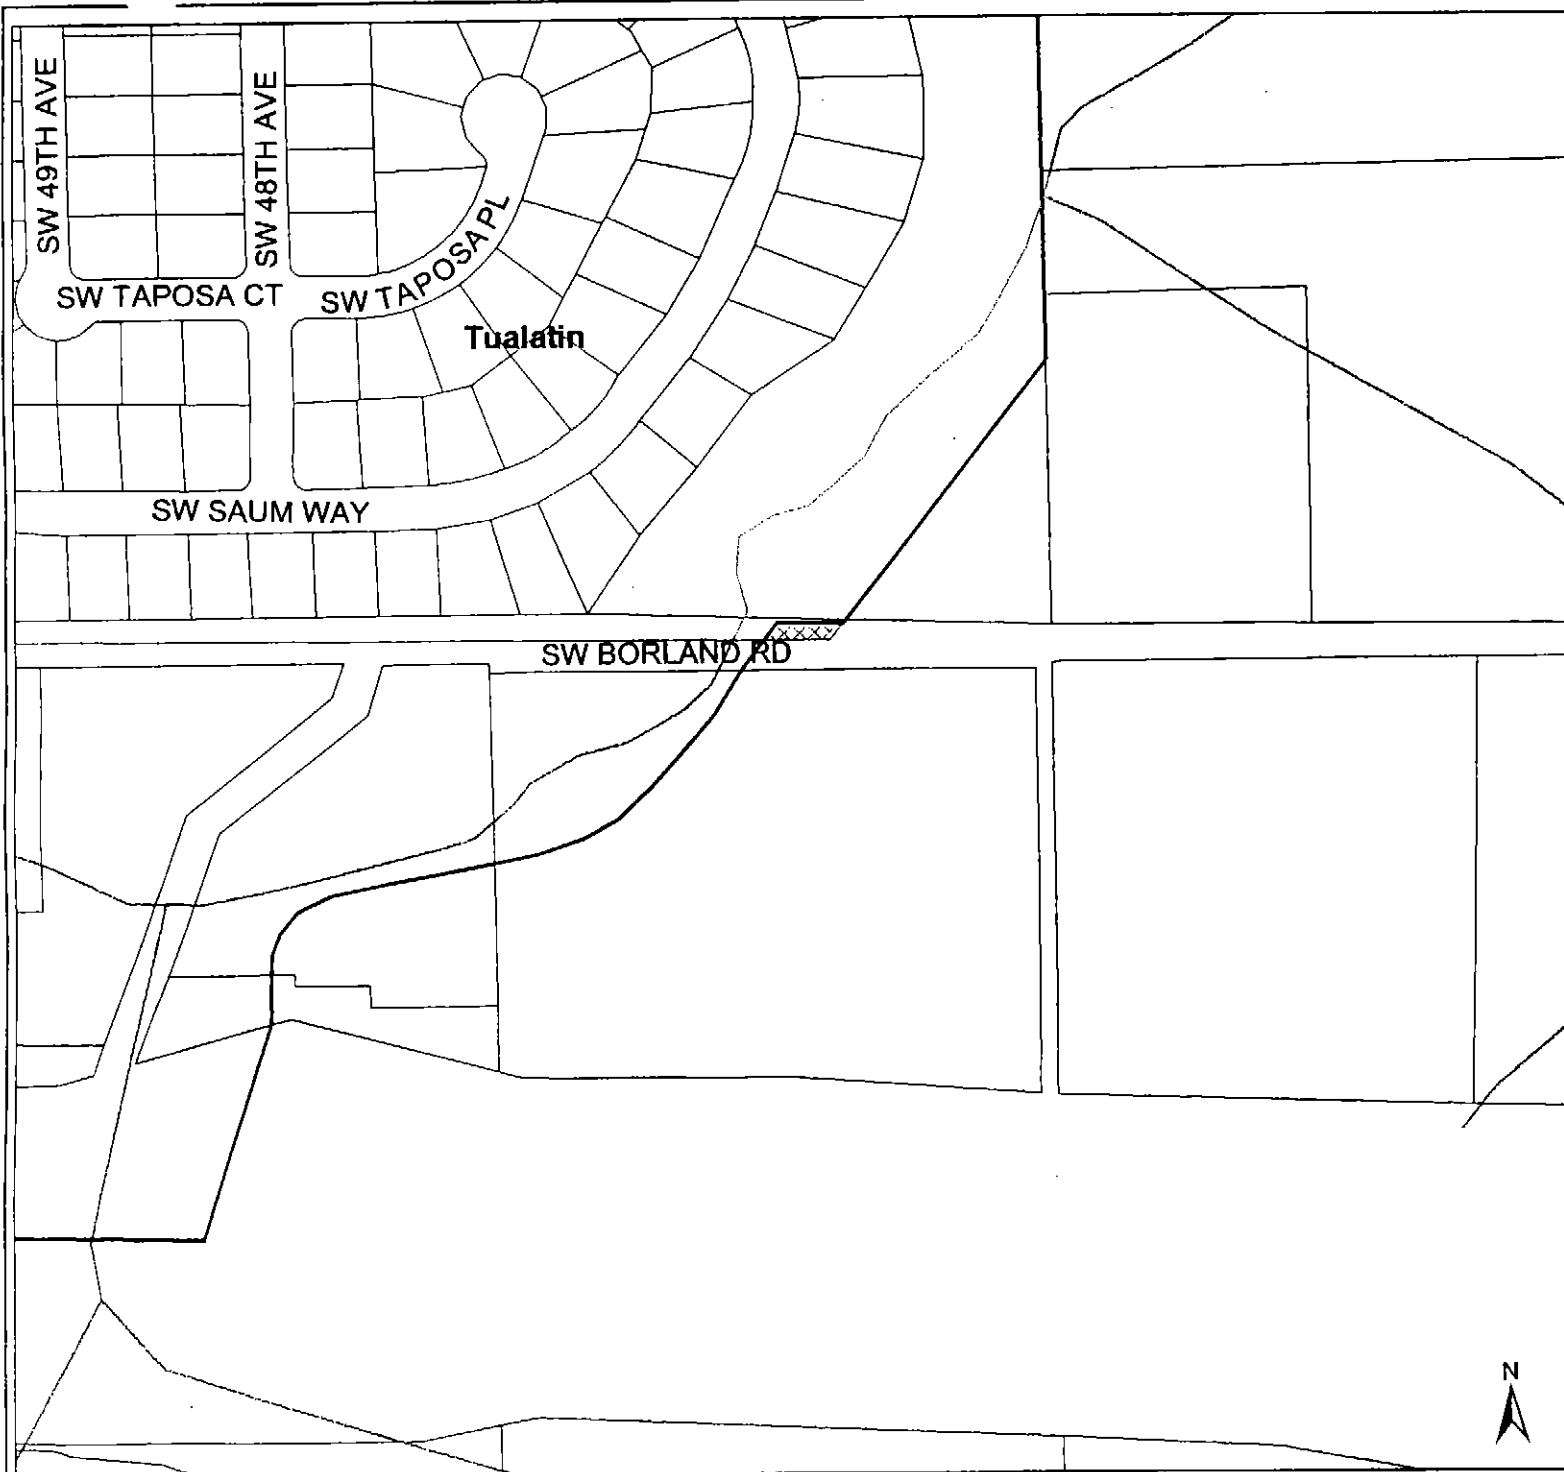 SW 49TH AVE
SW 48TH AVE
SW TAPOSA CT
SW TAPOSA PL
Tualatin
SW SAUM WAY
SW BORLAND RD
N